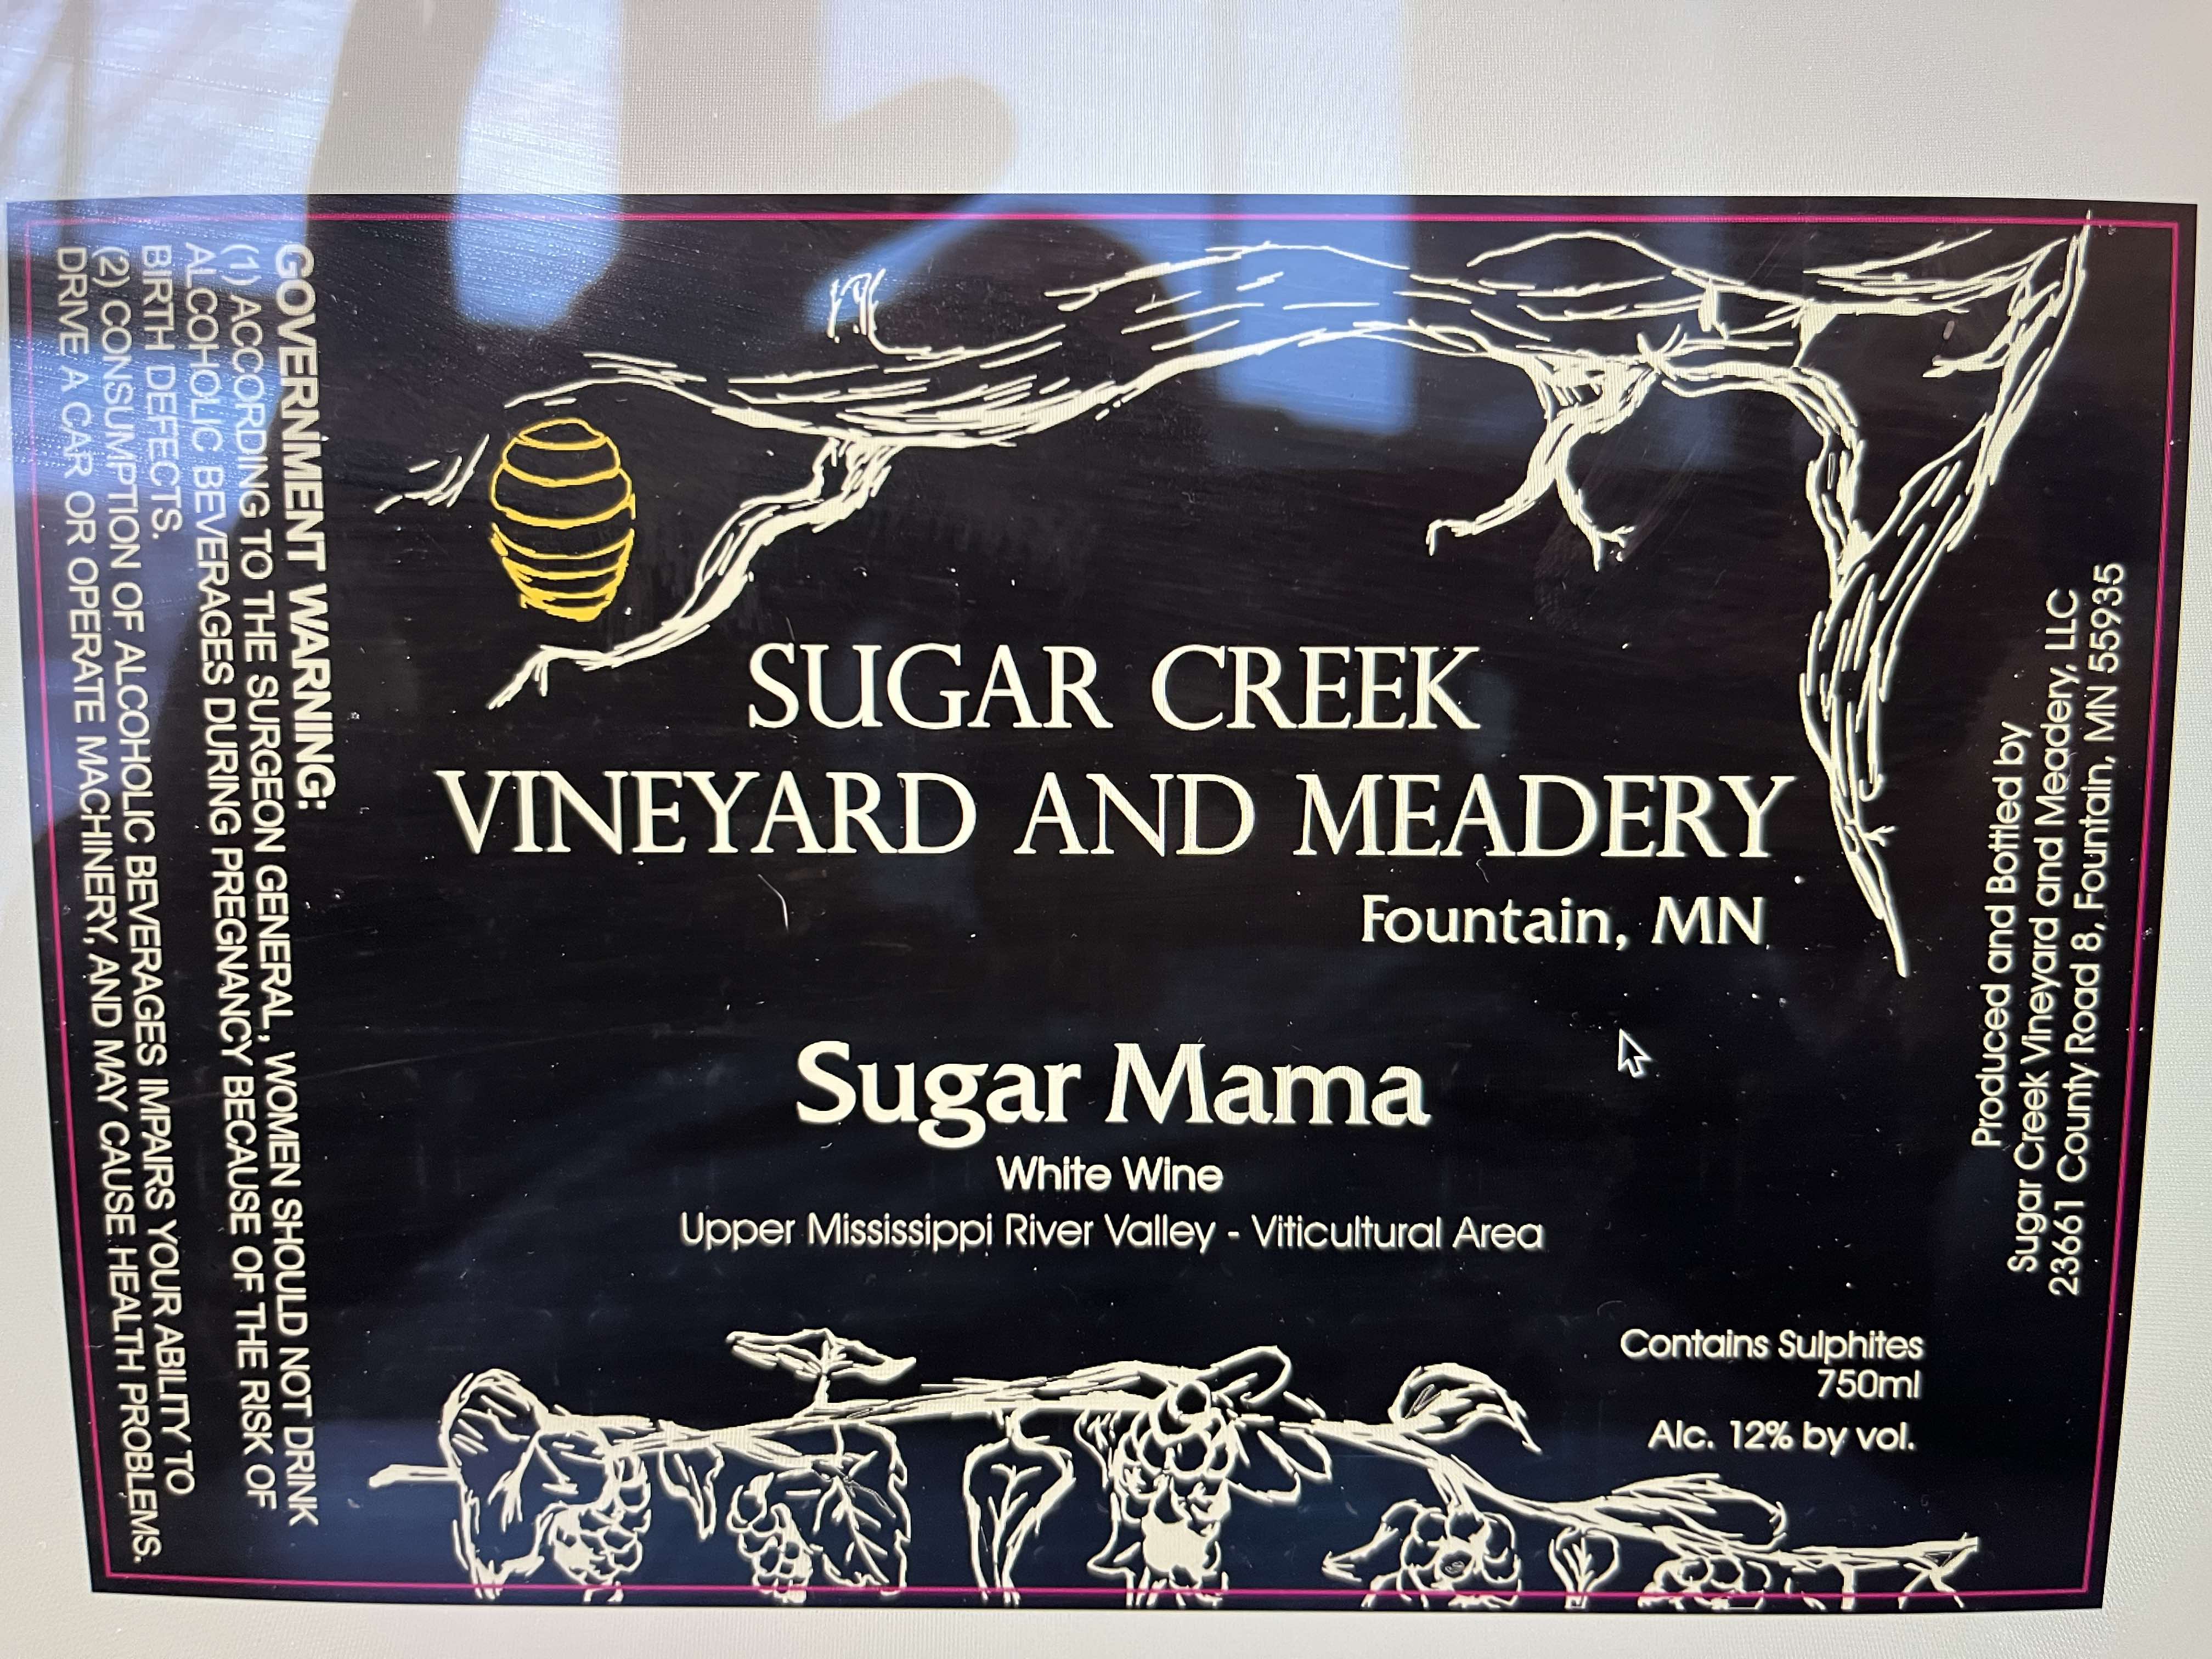 SUGAR CREEK
VINEYARD AND MEADERY
Fountain, MN
Sugar Mama
White Wine
Upper Mississippi River Valley - Viticultural Area
Contains Sulphites
750ml
Alc. 12% by vol.
GOVERNMENT WARNING:
(1) ACCORDING TO THE SURGEON GENERAL, WOMEN SHOULD NOT DRINK
ALCOHOLIC BEVERAGES DURING PREGNANCY BECAUSE OF THE RISK OF
BIRTH DEFECTS.
(2) CONSUMPTION OF ALCOHOLIC BEVERAGES IMPAIRS YOUR ABILITY TO
DRIVE A CAR OR OPERATE MACHINERY, AND MAY CAUSE HEALTH PROBLEMS.
Produced and Bottled by
Sugar Creek Vineyard and Meadery, LLC
23661 County Road 8, Fountain, MN 55935